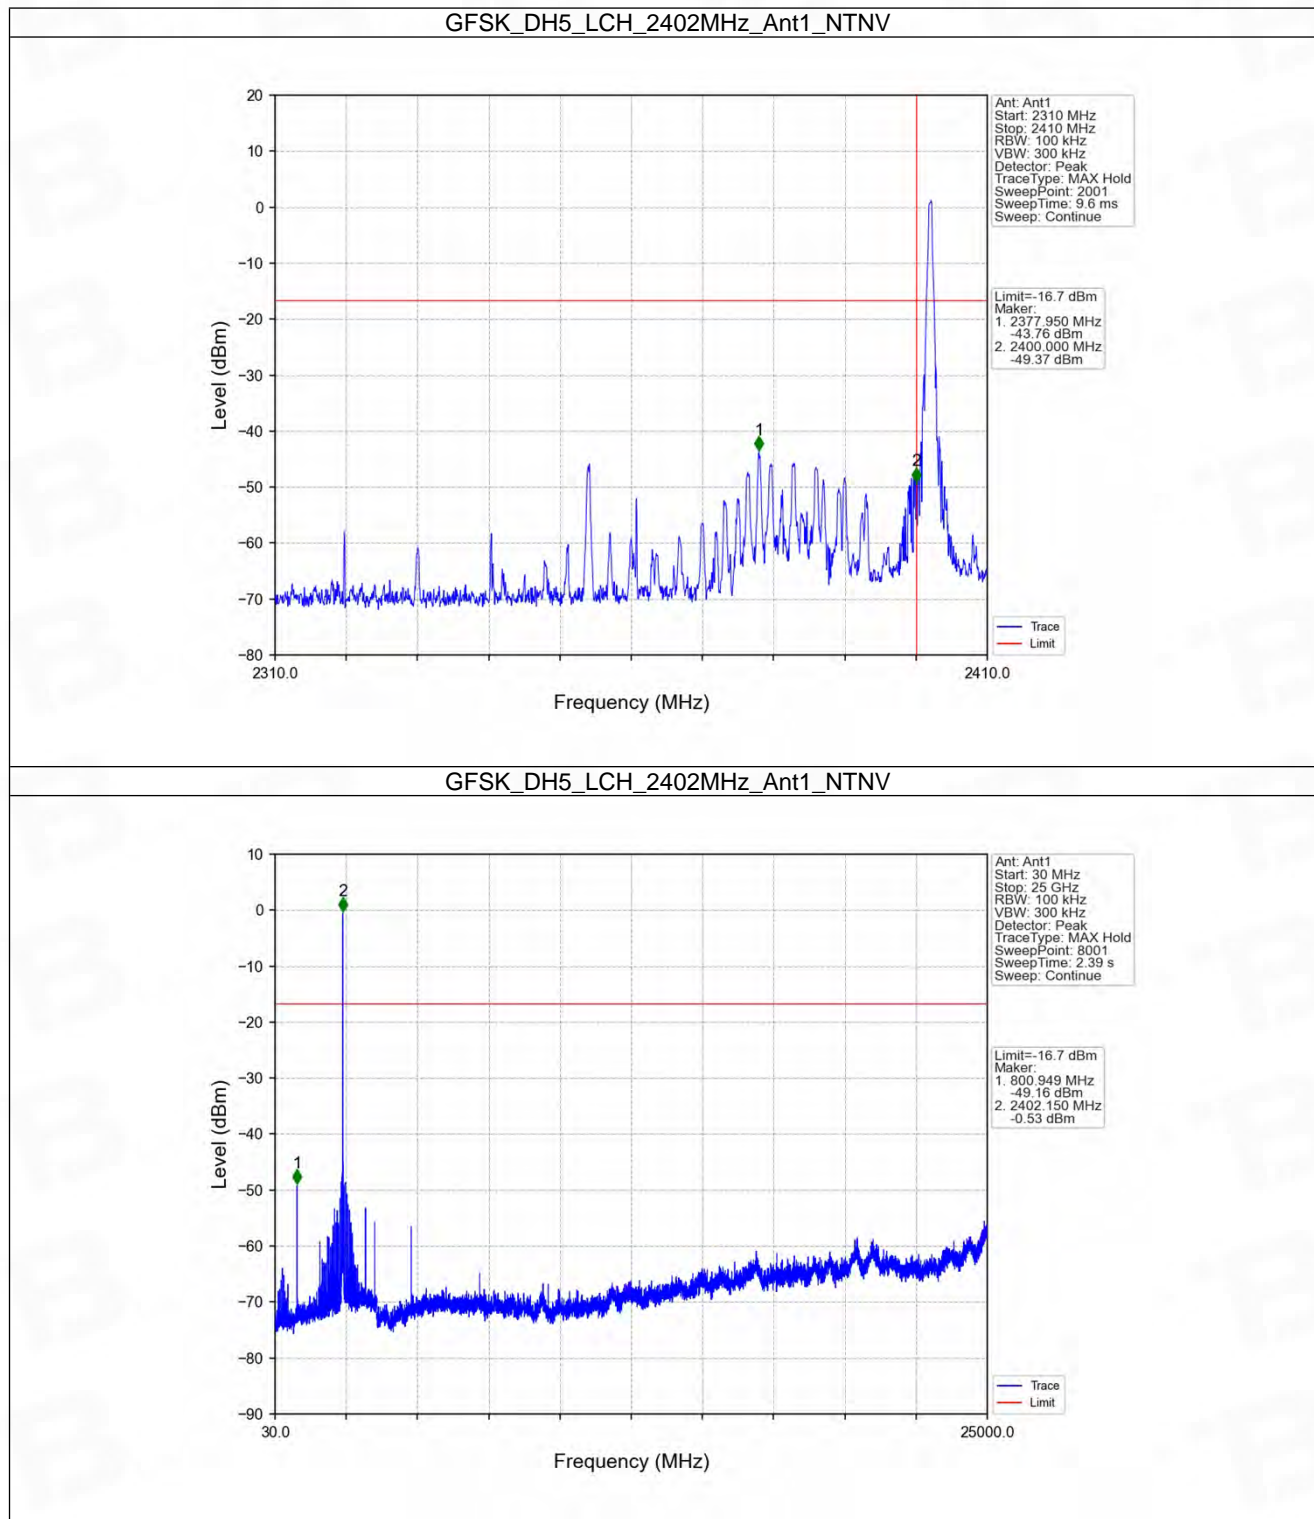 GFSK_DH5_LCH_2402MHz_Ant1_NTNV
20
10
0
−10
−20
−30
−40
−50
−60
−70
−80
Level (dBm)
1
2
2310.0
2410.0
Frequency (MHz)
Ant: Ant1
Start: 2310 MHz
Stop: 2410 MHz
RBW: 100 kHz
VBW: 300 kHz
Detector: Peak
TraceType: MAX Hold
SweepPoint: 2001
SweepTime: 9.6 ms
Sweep: Continue
Limit=-16.7 dBm
Maker:
1. 2377.950 MHz
-43.76 dBm
2. 2400.000 MHz
-49.37 dBm
Trace
Limit
GFSK_DH5_LCH_2402MHz_Ant1_NTNV
10
0
−10
−20
−30
−40
−50
−60
−70
−80
−90
Level (dBm)
1
2
30.0
25000.0
Frequency (MHz)
Ant: Ant1
Start: 30 MHz
Stop: 25 GHz
RBW: 100 kHz
VBW: 300 kHz
Detector: Peak
TraceType: MAX Hold
SweepPoint: 8001
SweepTime: 2.39 s
Sweep: Continue
Limit=-16.7 dBm
Maker:
1. 800.949 MHz
-49.16 dBm
2. 2402.150 MHz
-0.53 dBm
Trace
Limit